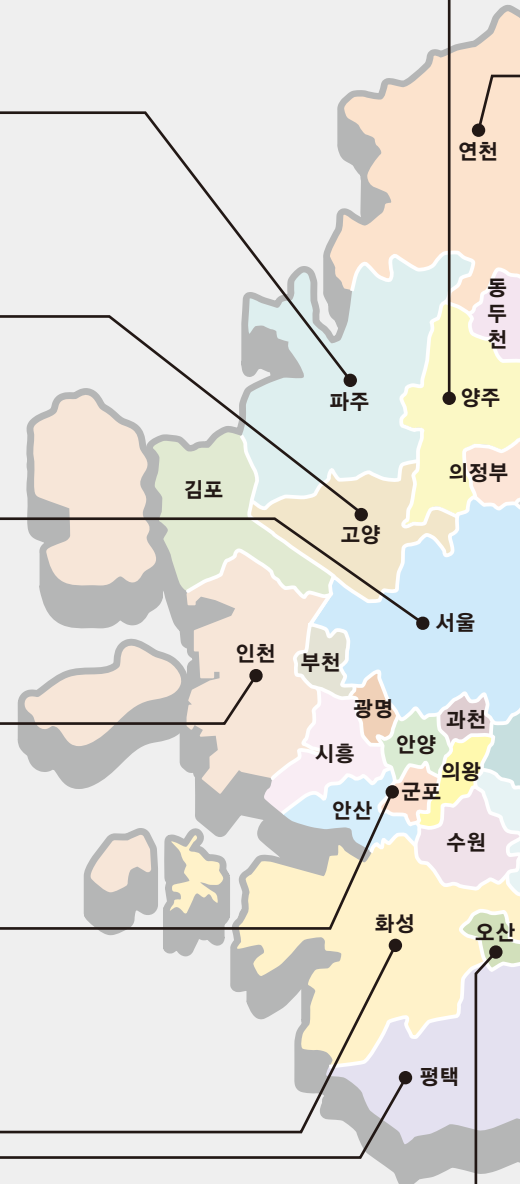 연천
동
두
천
파주
양주
의정부
김포
고양
서울
인천
부천
광명
과천
안양
시흥
의왕
군포
안산
수원
화성
오산
평택